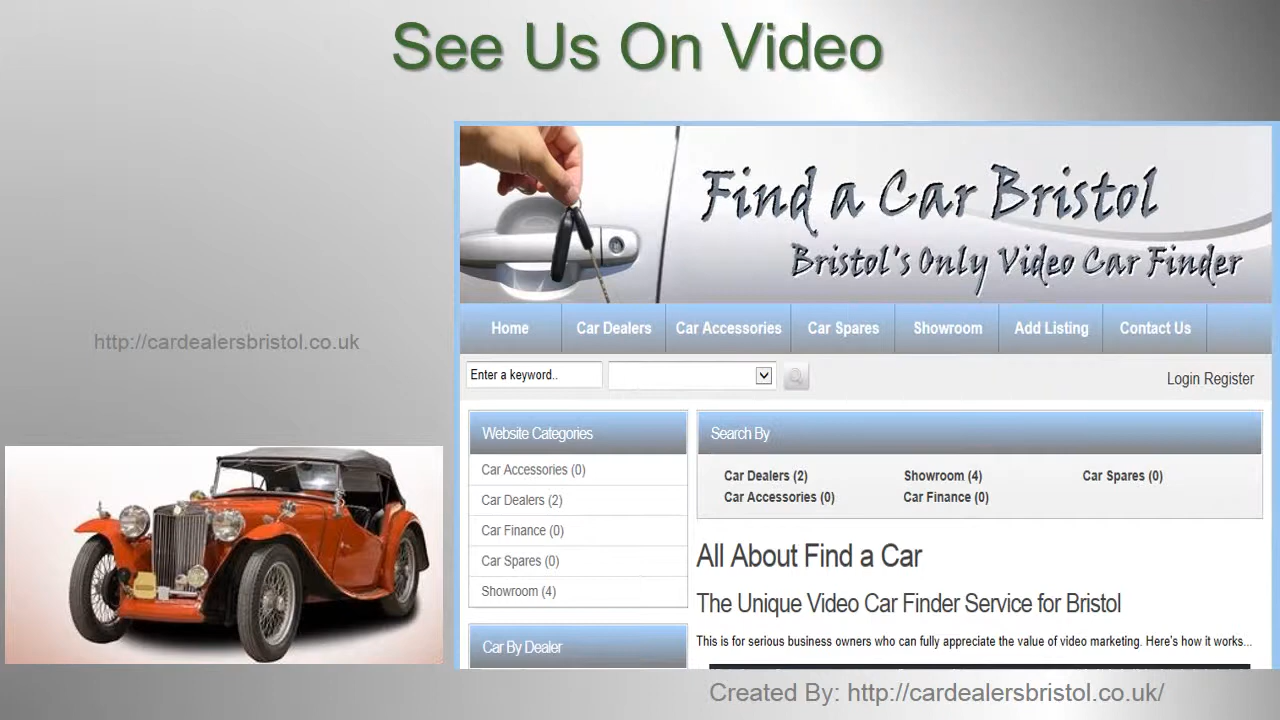 See Us On Video
Find a Car Bristol
Bristol's Only Video Car Finder
Home Car Dealers Car Accessories Car Spares Showroom Add Listing Contact Us
Enter a keyword..
Login Register
http://cardealersbristol.co.uk
Website Categories
Car Accessories (0)
Car Dealers (2)
Car Finance (0)
Car Spares (0)
Showroom (4)
Car By Dealer
Search By
Car Dealers (2) Showroom (4) Car Spares (0)
Car Accessories (0) Car Finance (0)
All About Find a Car
The Unique Video Car Finder Service for Bristol
This is for serious business owners who can fully appreciate the value of video marketing. Here's how it works...
Created By: http://cardealersbristol.co.uk/